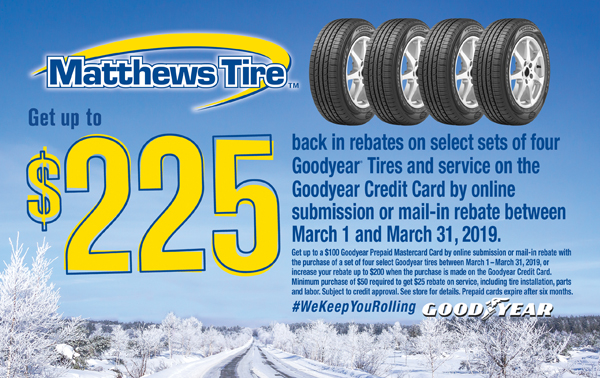 Matthews Tire™
Get up to
$225
back in rebates on select sets of four
Goodyear® Tires and service on the
Goodyear Credit Card by online
submission or mail-in rebate between
March 1 and March 31, 2019.
Get up to a $100 Goodyear Prepaid Mastercard Card by online submission or mail-in rebate with
the purchase of a set of four select Goodyear tires between March 1 – March 31, 2019, or
increase your rebate up to $200 when the purchase is made on the Goodyear Credit Card.
Minimum purchase of $50 required to get $25 rebate on service, including tire installation, parts
and labor. Subject to credit approval. See store for details. Prepaid cards expire after six months.
#WeKeepYouRolling GOODYEAR